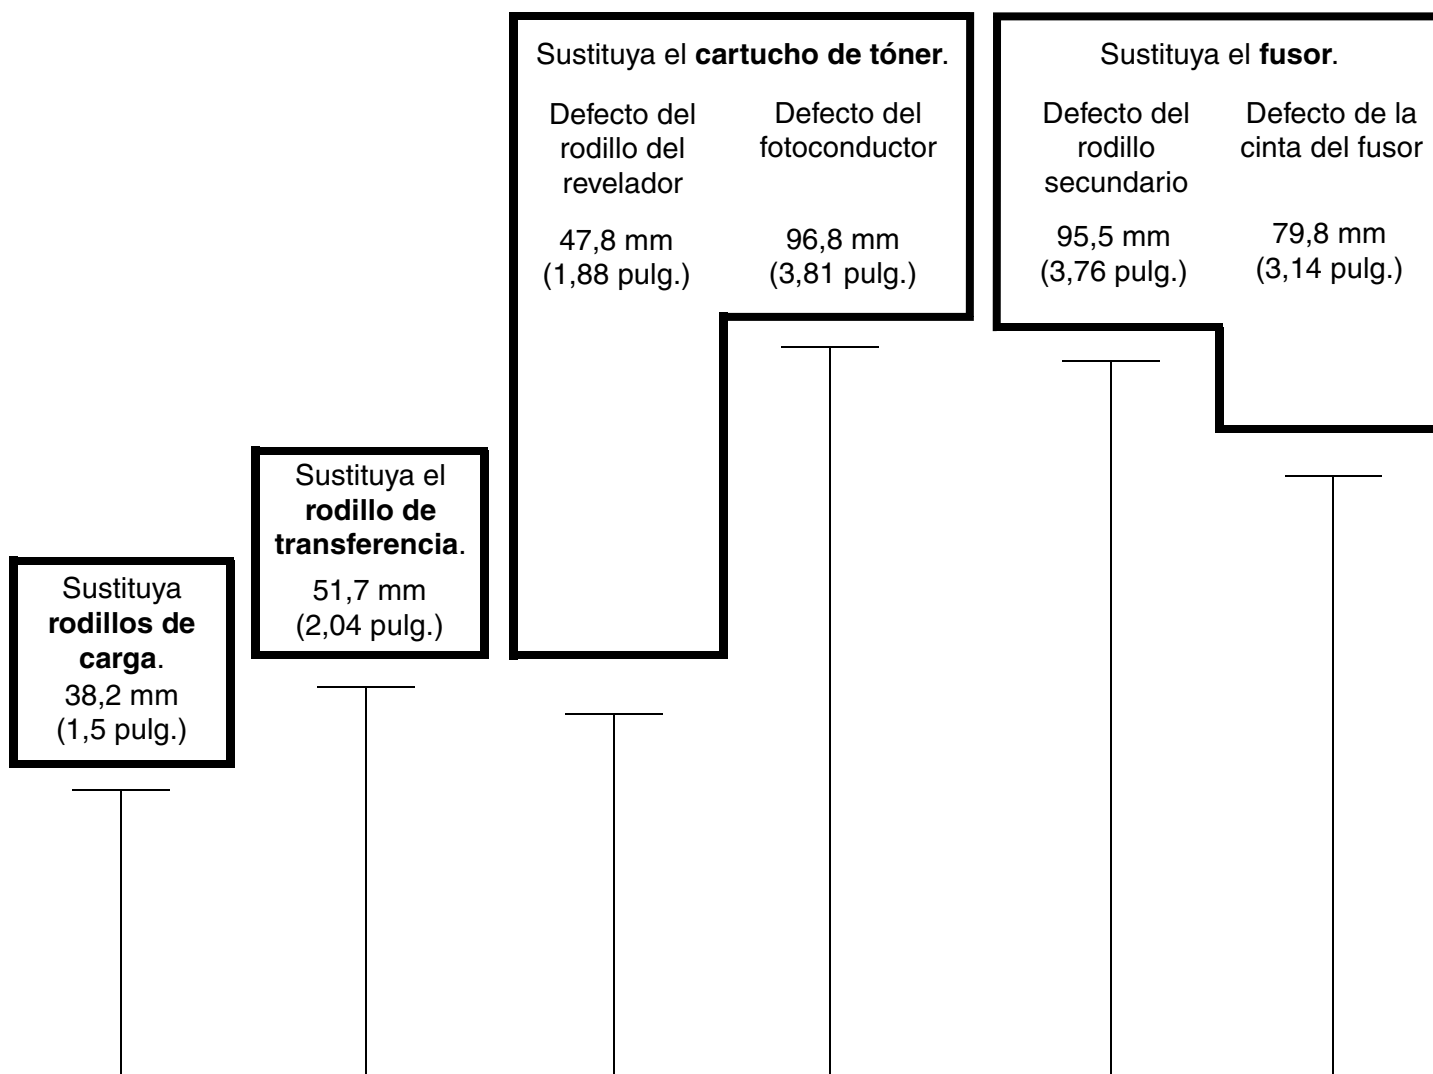 Sustituya el cartucho de tóner.
Defecto del
rodillo del
revelador
47,8 mm
(1,88 pulg.)
Defecto del
fotoconductor
96,8 mm
(3,81 pulg.)
Sustituya el fusor.
Defecto del
rodillo
secundario
95,5 mm
(3,76 pulg.)
Defecto de la
cinta del fusor
79,8 mm
(3,14 pulg.)
Sustituya el
rodillo de
transferencia.
51,7 mm
(2,04 pulg.)
Sustituya
rodillos de
carga.
38,2 mm
(1,5 pulg.)